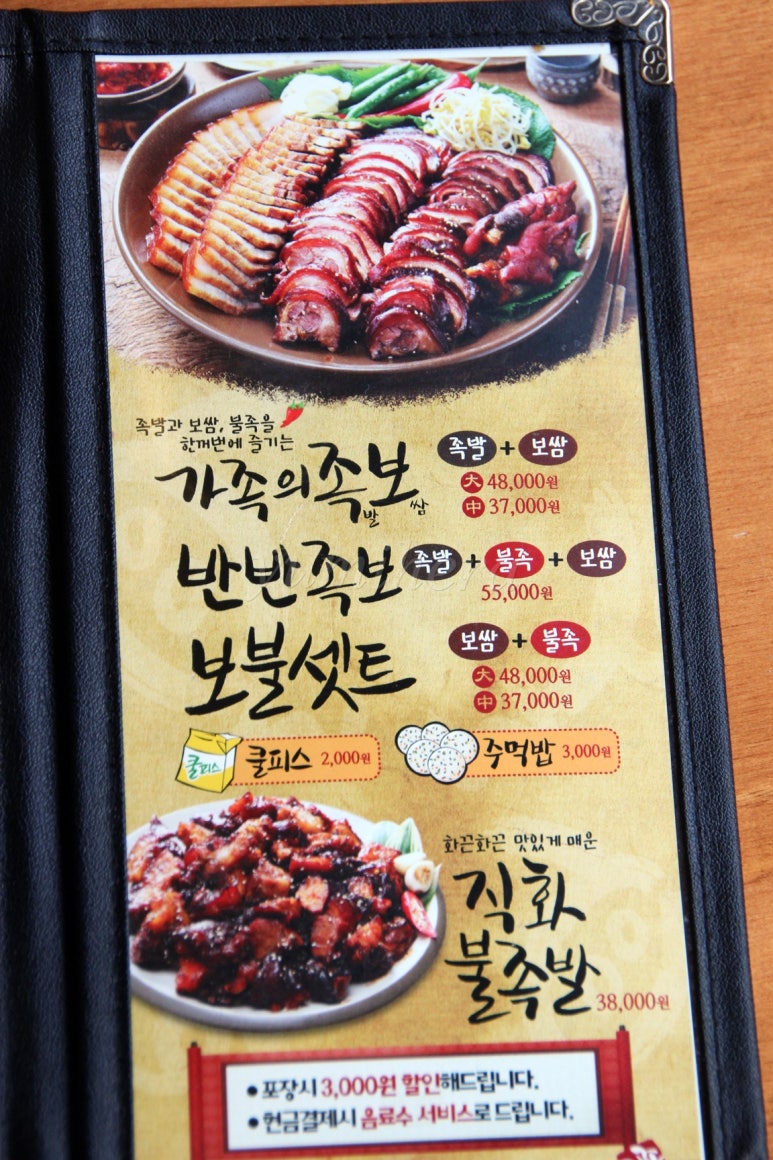 족발과 보쌈, 불족을
한꺼번에 즐기는
가족의족보
발 쌈
족발 + 보쌈
大 48,000원
中 37,000원
반반족보
족발 + 불족 + 보쌈
55,000원
보불셋트
보쌈 + 불족
大 48,000원
中 37,000원
쿨피스
쿨피스 2,000원
주먹밥 3,000원
화끈화끈 맛있게 매운
직화
불족발
38,000원
• 포장시 3,000원 할인해드립니다.
• 현금결제시 음료수 서비스로 드립니다.